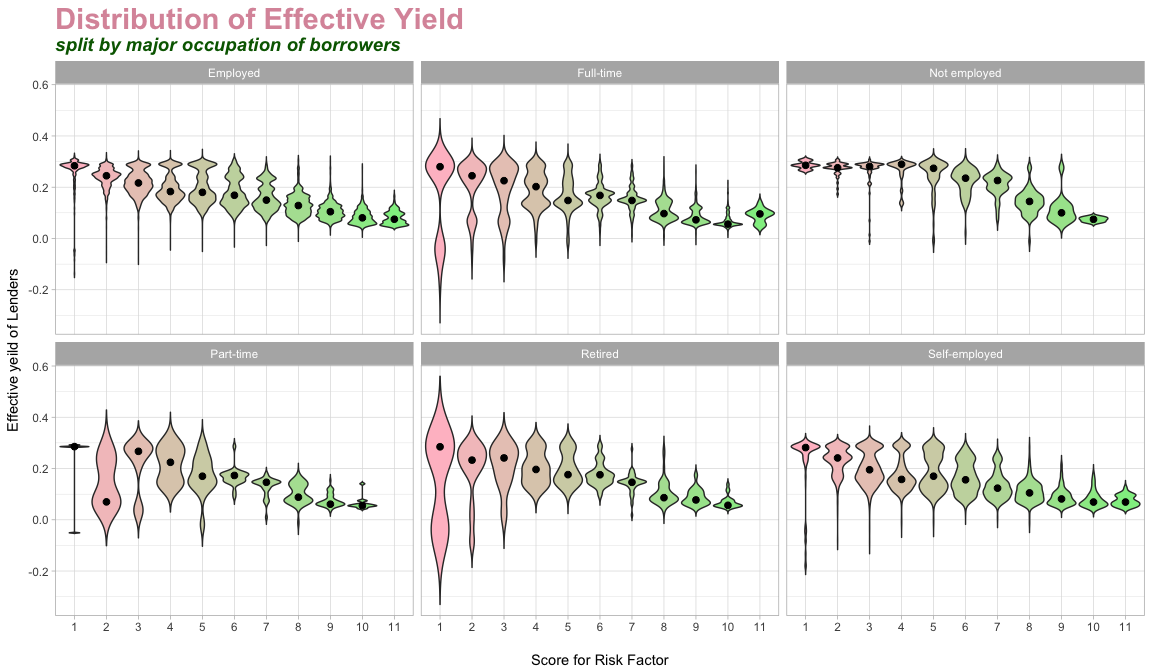 Distribution of Effective Yield
split by major occupation of borrowers
Employed
Full-time
Not employed
0.6
0.4
0.2
0.0
-0.2
Effective yeild of Lenders
Part-time
Retired
Self-employed
0.6
0.4
0.2
0.0
-0.2
1 2 3 4 5 6 7 8 9 10 11
1 2 3 4 5 6 7 8 9 10 11
1 2 3 4 5 6 7 8 9 10 11
Score for Risk Factor